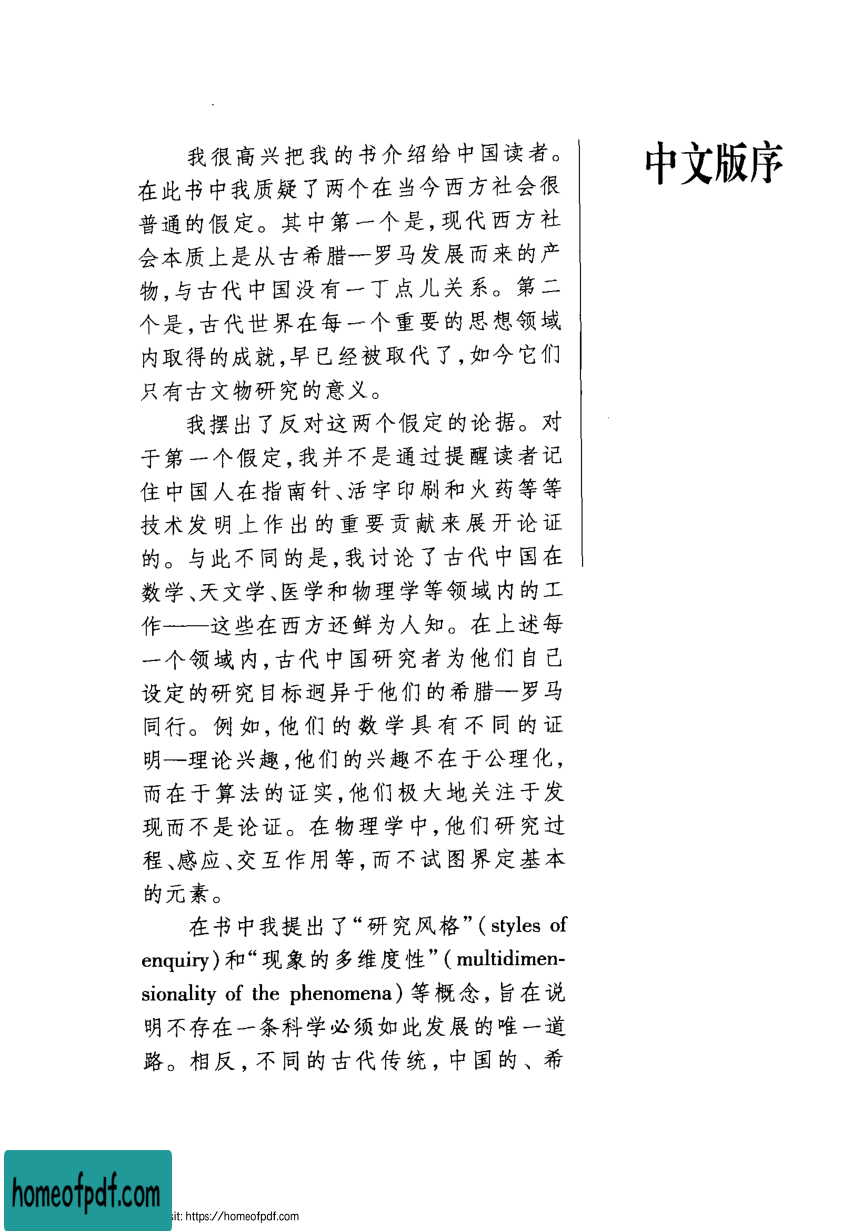 中文版序
我很高兴把我的书介绍给中国读者。
在此书中我质疑了两个在当今西方社会很
普通的假定。其中第一个是,现代西方社
会本质上是从古希腊—罗马发展而来的产
物,与古代中国没有一丁点儿关系。第二
个是,古代世界在每一个重要的思想领域
内取得的成就,早已经被取代了,如今它们
只有古文物研究的意义。
我摆出了反对这两个假定的论据。对
于第一个假定,我并不是通过提醒读者记
住中国人在指南针、活字印刷和火药等等
技术发明上作出的重要贡献来展开论证
的。与此不同的是,我讨论了古代中国在
数学、天文学、医学和物理学等领域内的工
作——这些在西方还鲜为人知。在上述每
一个领域内,古代中国研究者为他们自己
设定的研究目标迥异于他们的希腊—罗马
同行。例如,他们的数学具有不同的证
明—理论兴趣,他们的兴趣不在于公理化,
而在于算法的证实,他们极大地关注于发
现而不是论证。在物理学中,他们研究过
程、感应、交互作用等,而不试图界定基本
的元素。
在书中我提出了“研究风格”(styles of
enquiry)和“现象的多维度性”(multidimen-
sionality of the phenomena)等概念,旨在说
明不存在一条科学必须如此发展的唯一道
路。相反,不同的古代传统,中国的、希
homeofpdf.com
sit: https://homeofpdf.com